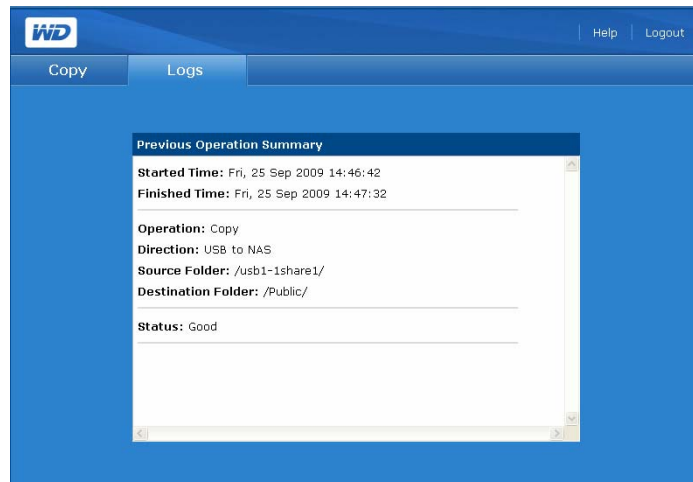 WD
Help
Logout
Copy
Logs
Previous Operation Summary
Started Time: Fri, 25 Sep 2009 14:46:42
Finished Time: Fri, 25 Sep 2009 14:47:32
Operation: Copy
Direction: USB to NAS
Source Folder: /usb1-1share1/
Destination Folder: /Public/
Status: Good